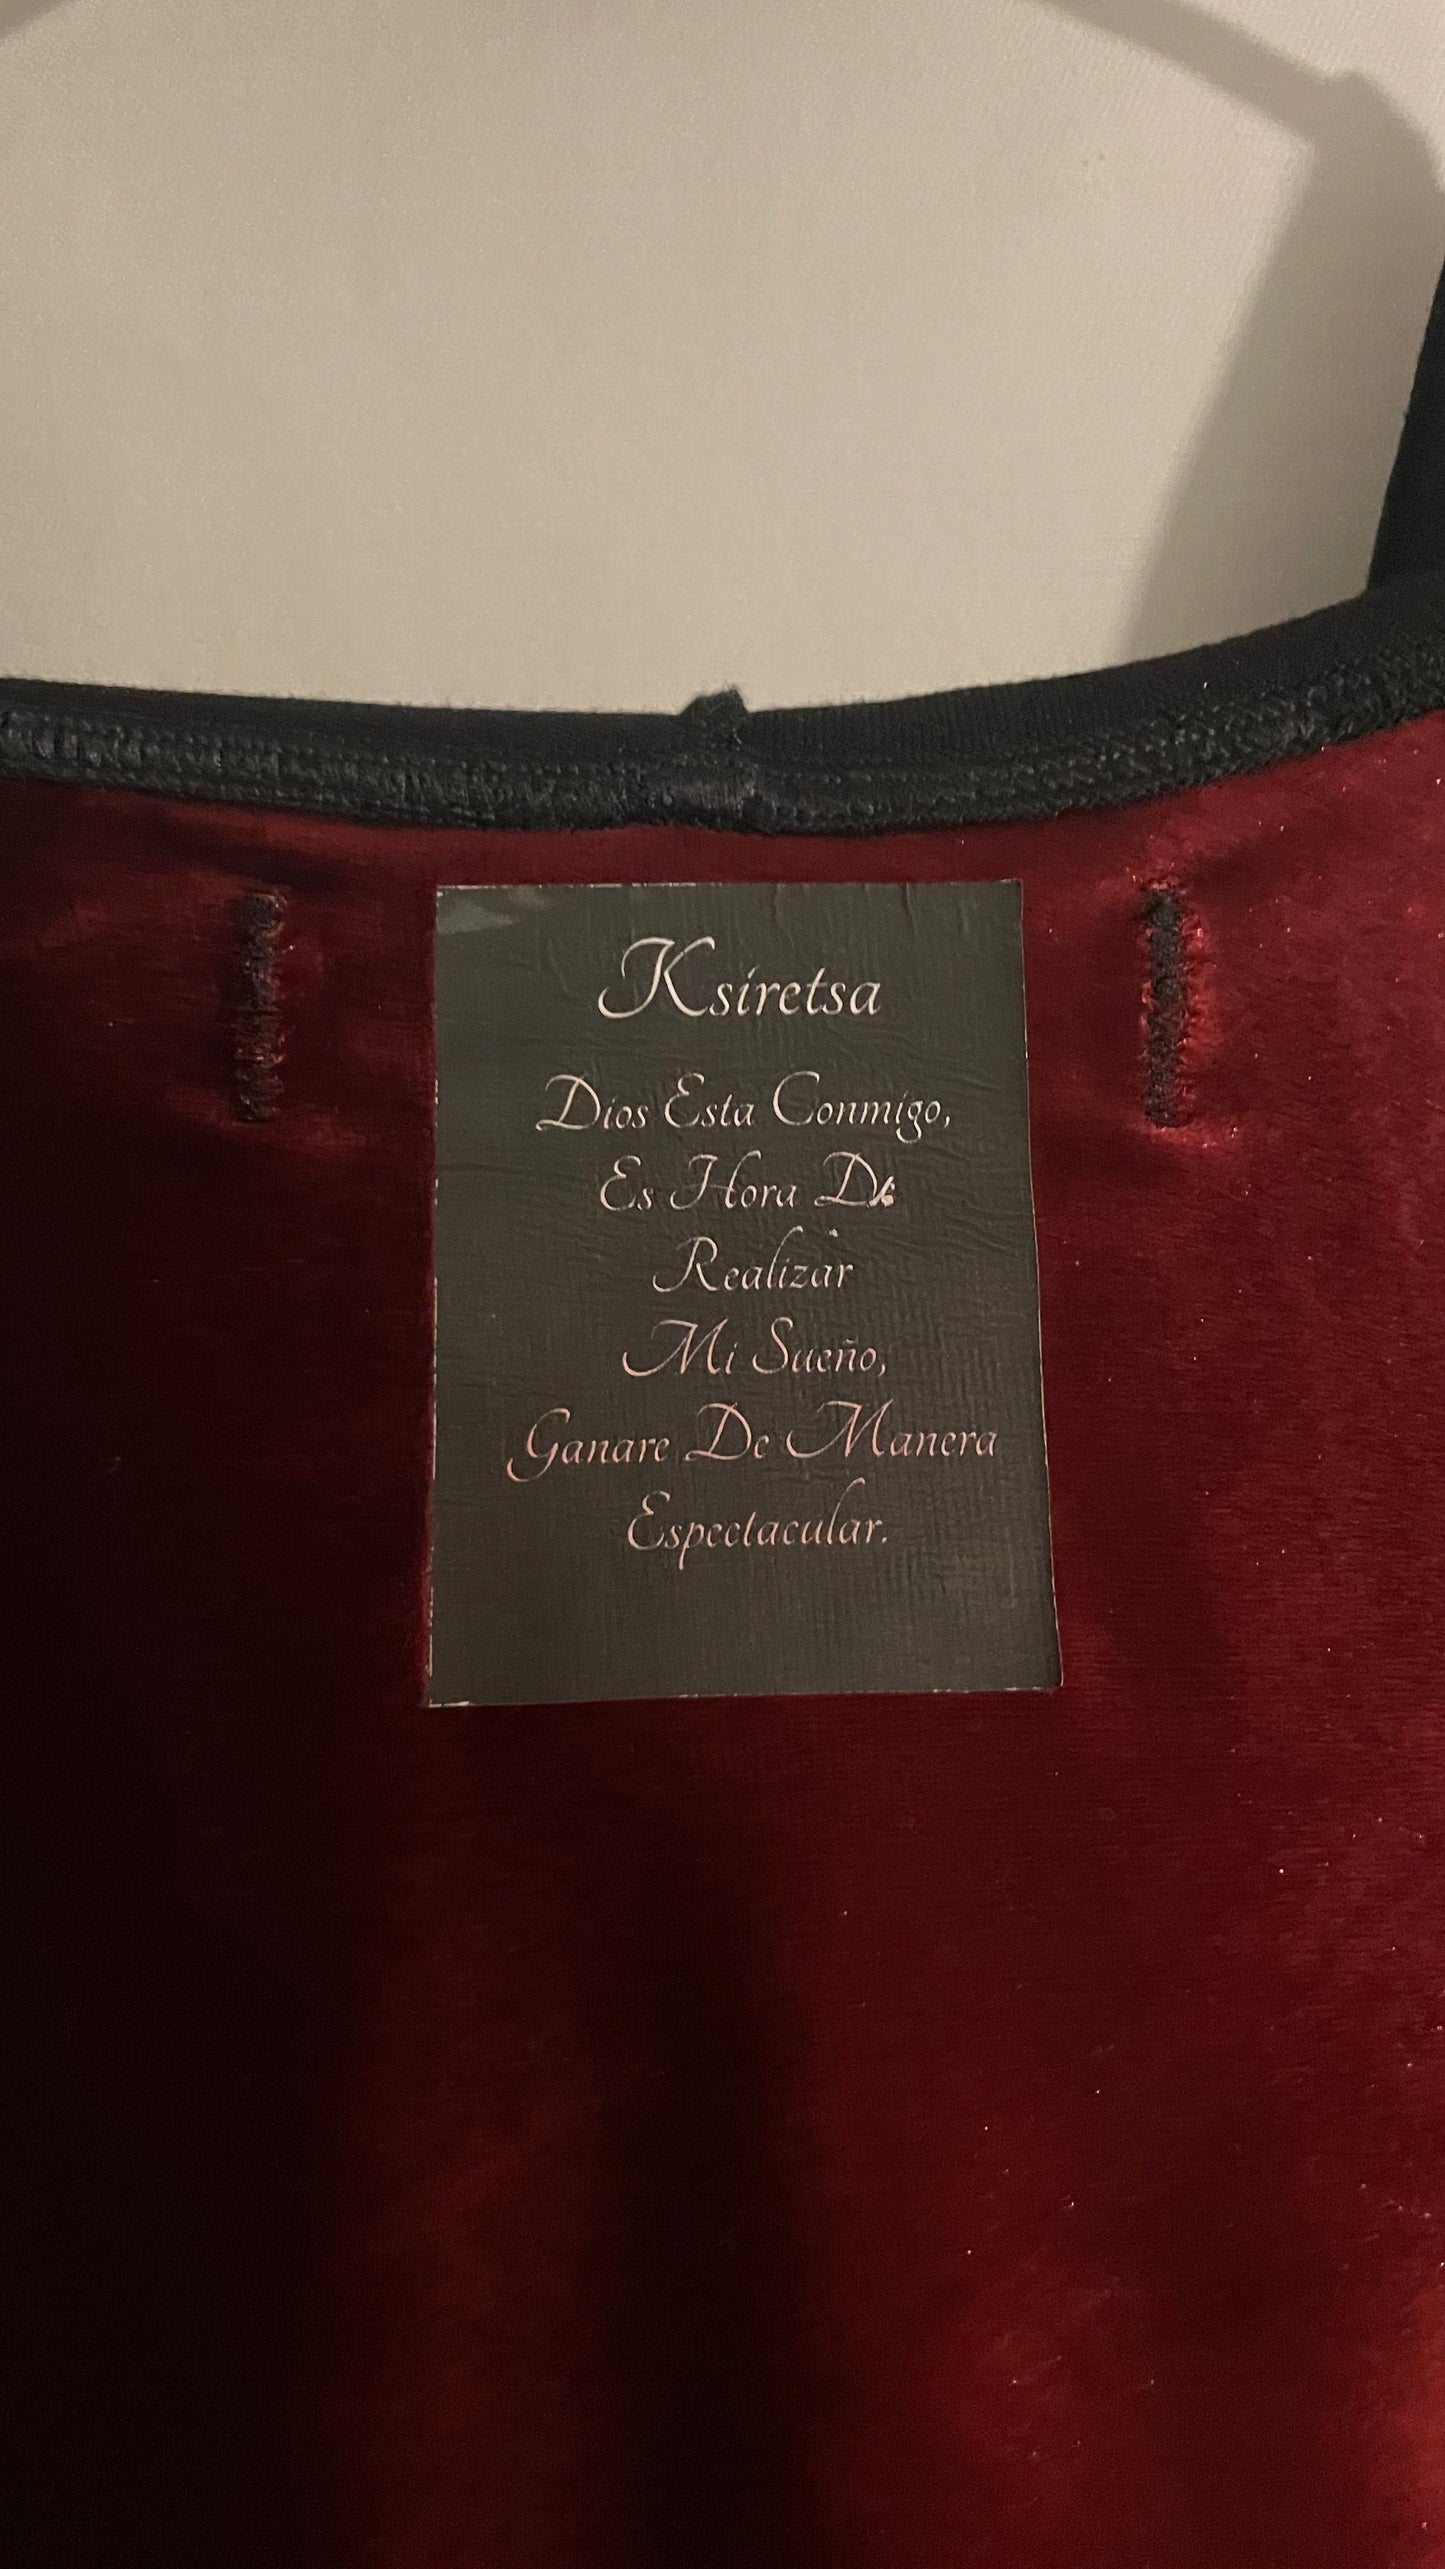 Ksiretsa
Dios Esta Conmigo,
Es Hora De
Realizar
Mi Sueño,
Ganare De Manera
Espectacular.